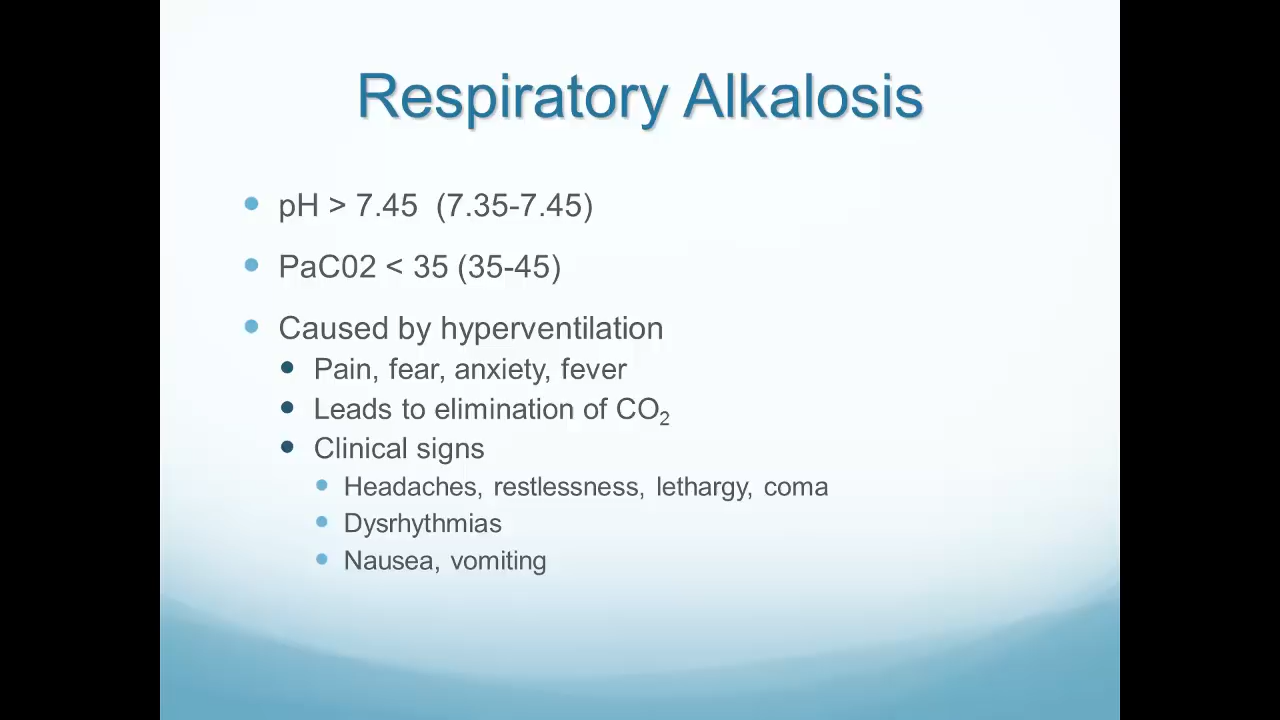 Respiratory Alkalosis
pH > 7.45 (7.35-7.45)
PaC02 < 35 (35-45)
Caused by hyperventilation
Pain, fear, anxiety, fever
Leads to elimination of CO₂
Clinical signs
Headaches, restlessness, lethargy, coma
Dysrhythmias
Nausea, vomiting